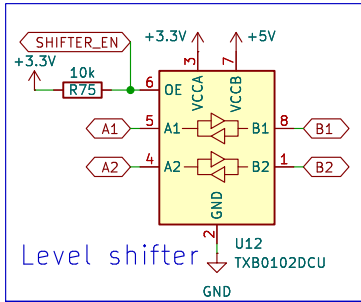 SHIFTER_EN
+3.3V
+5V
+3.3V
10k
R75
3
7
6
OE
VCCA
VCCB
A1
5
A1
B1
8
B1
A2
4
A2
B2
1
B2
GND
2
U12
Level shifter
TXB0102DCU
GND